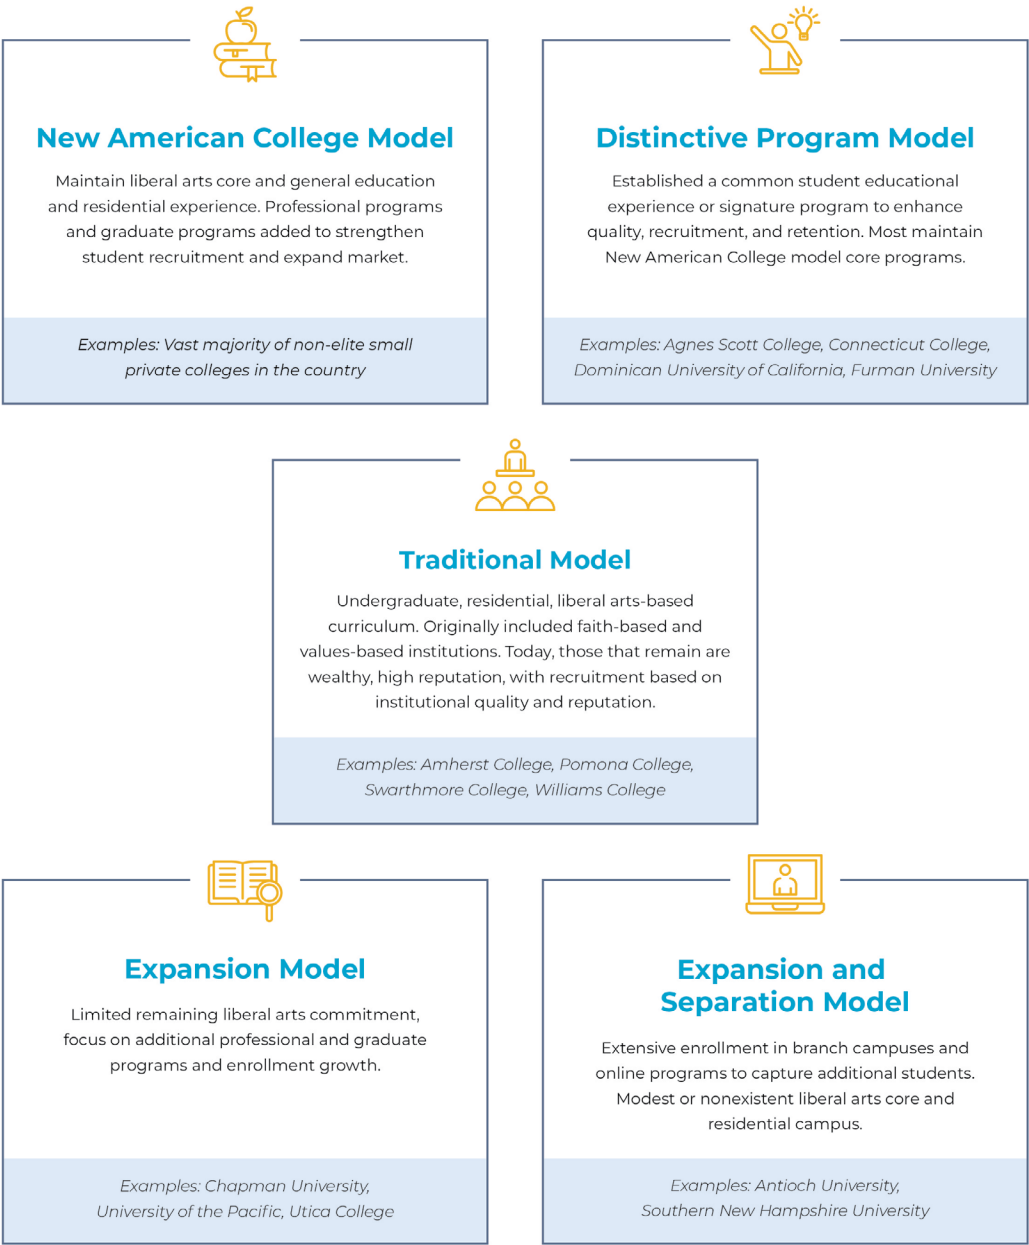 New American College Model
Maintain liberal arts core and general education
and residential experience. Professional programs
and graduate programs added to strengthen
student recruitment and expand market.
Examples: Vast majority of non-elite small
private colleges in the country
Distinctive Program Model
Established a common student educational
experience or signature program to enhance
quality, recruitment, and retention. Most maintain
New American College model core programs.
Examples: Agnes Scott College, Connecticut College,
Dominican University of California, Furman University
Traditional Model
Undergraduate, residential, liberal arts-based
curriculum. Originally included faith-based and
values-based institutions. Today, those that remain are
wealthy, high reputation, with recruitment based on
institutional quality and reputation.
Examples: Amherst College, Pomona College,
Swarthmore College, Williams College
Expansion Model
Limited remaining liberal arts commitment,
focus on additional professional and graduate
programs and enrollment growth.
Examples: Chapman University,
University of the Pacific, Utica College
Expansion and
Separation Model
Extensive enrollment in branch campuses and
online programs to capture additional students.
Modest or nonexistent liberal arts core and
residential campus.
Examples: Antioch University,
Southern New Hampshire University